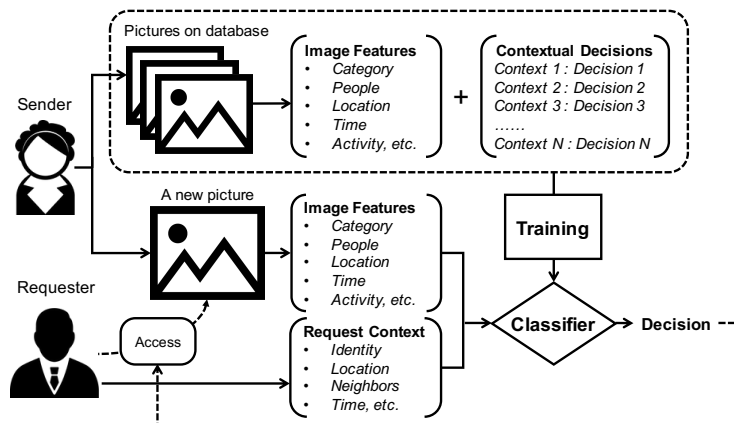 Pictures on database
Image Features
• Category
• People
• Location
• Time
• Activity, etc.
+
Contextual Decisions
Context 1 : Decision 1
Context 2 : Decision 2
Context 3 : Decision 3
......
Context N : Decision N
Sender
A new picture
Image Features
• Category
• People
• Location
• Time
• Activity, etc.
Training
Requester
Access
Request Context
• Identity
• Location
• Neighbors
• Time, etc.
Classifier
Decision